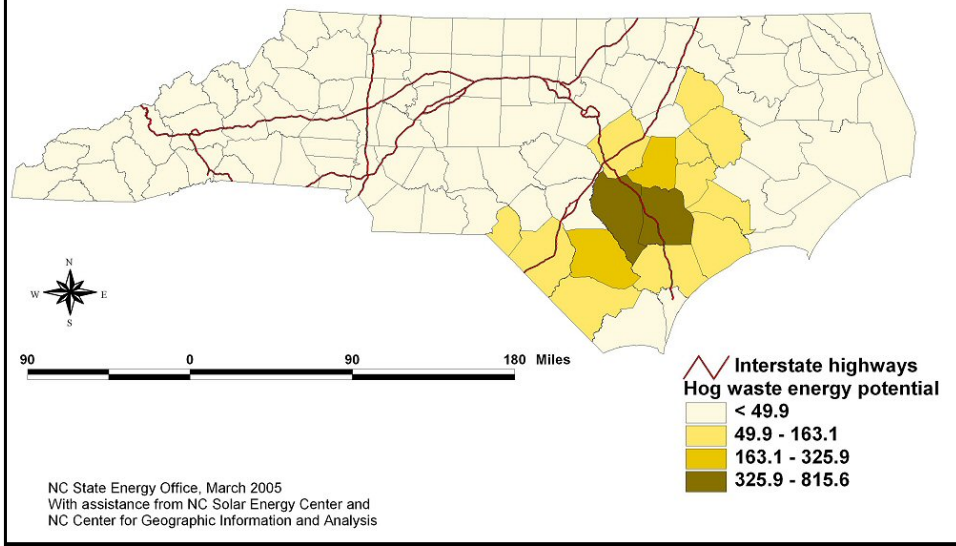 N
W E
S
90 0 90 180 Miles
Interstate highways
Hog waste energy potential
< 49.9
49.9 - 163.1
163.1 - 325.9
325.9 - 815.6
NC State Energy Office, March 2005
With assistance from NC Solar Energy Center and
NC Center for Geographic Information and Analysis